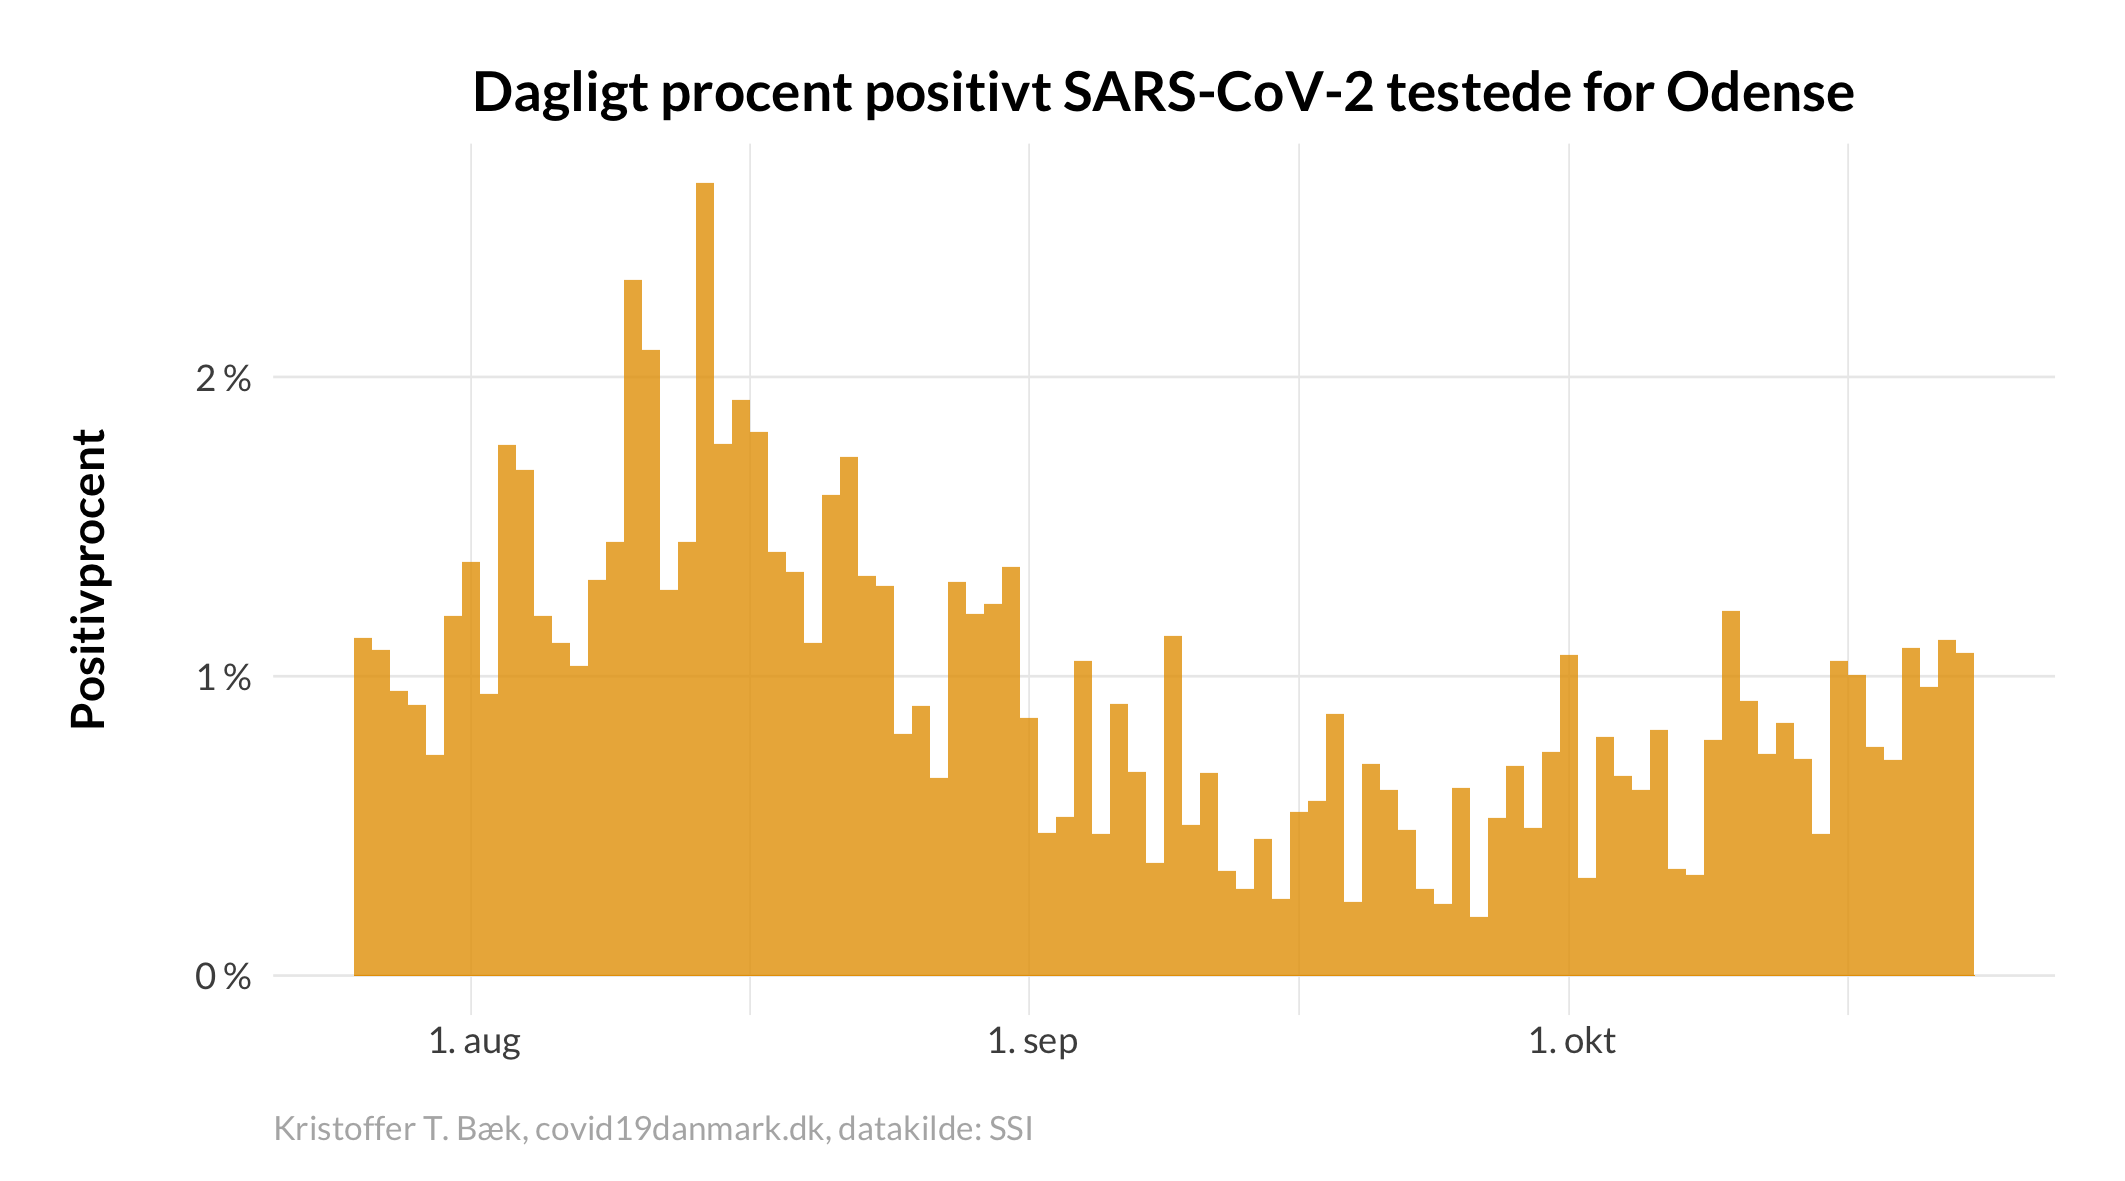 Dagligt procent positivt SARS-CoV-2 testede for Odense
Positivprocent
2 %
1 %
0 %
1. aug
1. sep
1. okt
Kristoffer T. Bæk, covid19danmark.dk, datakilde: SSI